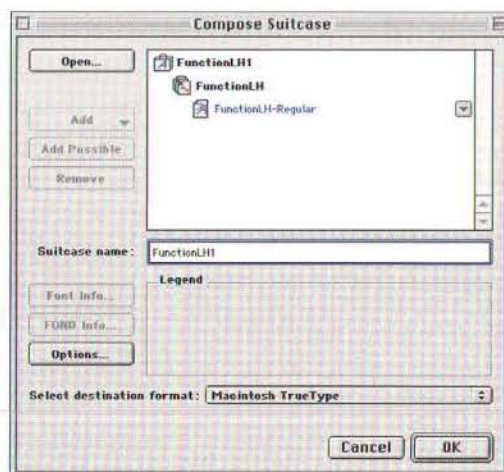 Compose Suitcase
Open...
FunctionLH1
FunctionLH
FunctionLH-Regular
Add
Add Possible
Remove
Suitcase name:
FunctionLH1
Legend
Font Info...
FOND Info...
Options...
Select destination format:
Macintosh TrueType
Cancel
OK